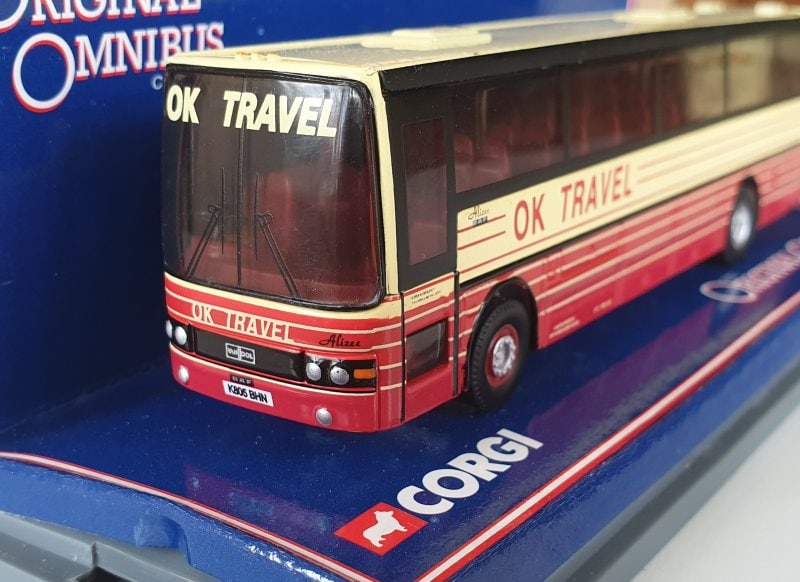 ORIGINAL
OMNIBUS
OK TRAVEL
OK TRAVEL
Alizee
DAF
K805 BHN
Alizee
OK TRAVEL
CORGI